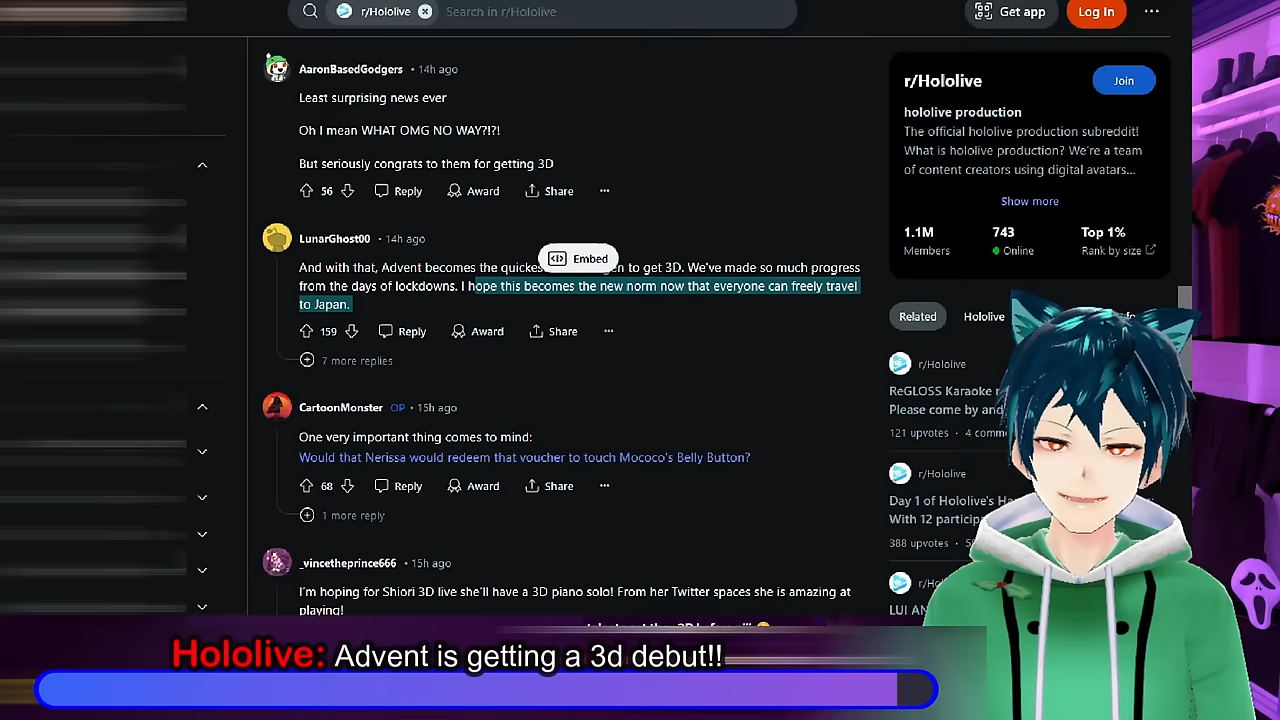 r/Hololive
Search in r/Hololive
Get app
Log In
AaronBasedGodgers • 14h ago
Least surprising news ever
Oh I mean WHAT OMG NO WAY?!?!
But seriously congrats to them for getting 3D
56 Reply Award Share
LunarGhost00 • 14h ago
Embed
And with that, Advent becomes the to get 3D. We've made so much progress
from the days of lockdowns. I hope this becomes the new norm now that everyone can freely travel
to Japan.
159 Reply Award Share
7 more replies
CartoonMonster OP • 15h ago
One very important thing comes to mind:
Would that Nerissa would redeem that voucher to touch Mococo's Belly Button?
68 Reply Award Share
1 more reply
_vincetheprince666 • 15h ago
I'm hoping for Shiori 3D live she'll have a 3D piano solo! From her Twitter spaces she is amazing at
playing!
r/Hololive
Join
hololive production
The official hololive production subreddit!
What is hololive production? We're a team
of content creators using digital avatars...
Show more
1.1M 743 Top 1%
Members Online Rank by size
Related Hololive
r/Hololive
ReGLOSS Karaoke
Please come by and
121 upvotes • 4
r/Hololive
Day 1 of Hololive's
With 12
388 upvotes •
LUI
Hololive: Advent is getting a 3d debut!!